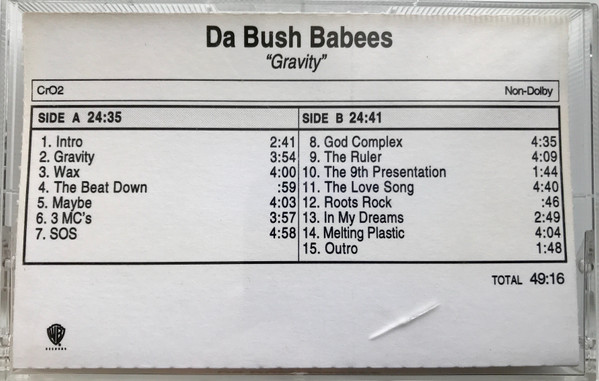 Da Bush Babees
"Gravity"
CrO2 Non-Dolby
SIDE A 24:35
1. Intro 2:41
2. Gravity 3:54
3. Wax 4:00
4. The Beat Down :59
5. Maybe 4:03
6. 3 MC's 3:57
7. SOS 4:58
SIDE B 24:41
8. God Complex 4:35
9. The Ruler 4:09
10. The 9th Presentation 1:44
11. The Love Song 4:40
12. Roots Rock :46
13. In My Dreams 2:49
14. Melting Plastic 4:04
15. Outro 1:48
TOTAL 49:16